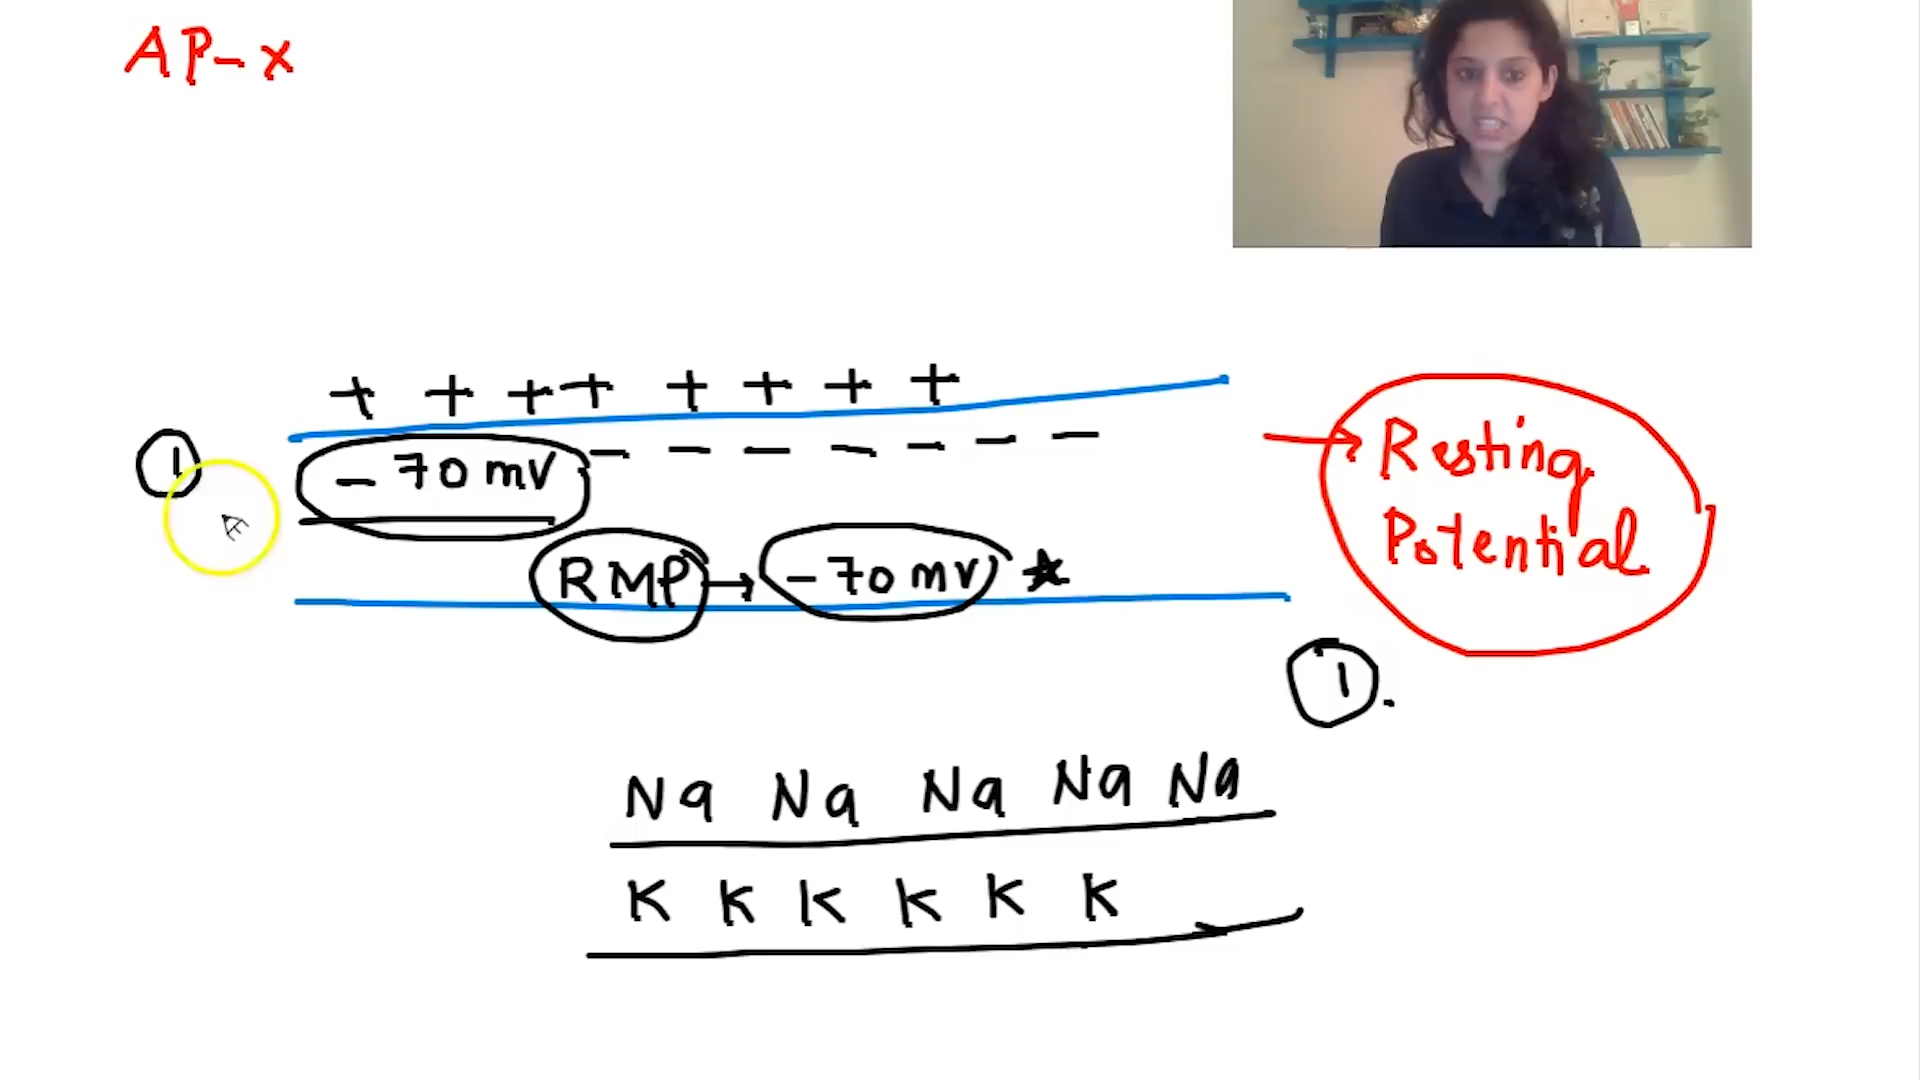 AP-x
+ + + + + + + +
① - 70 mV - - - - - - -
→ Resting
Potential
RMP → - 70 mV ★
①.
Na Na Na Na Na
K K K K K K